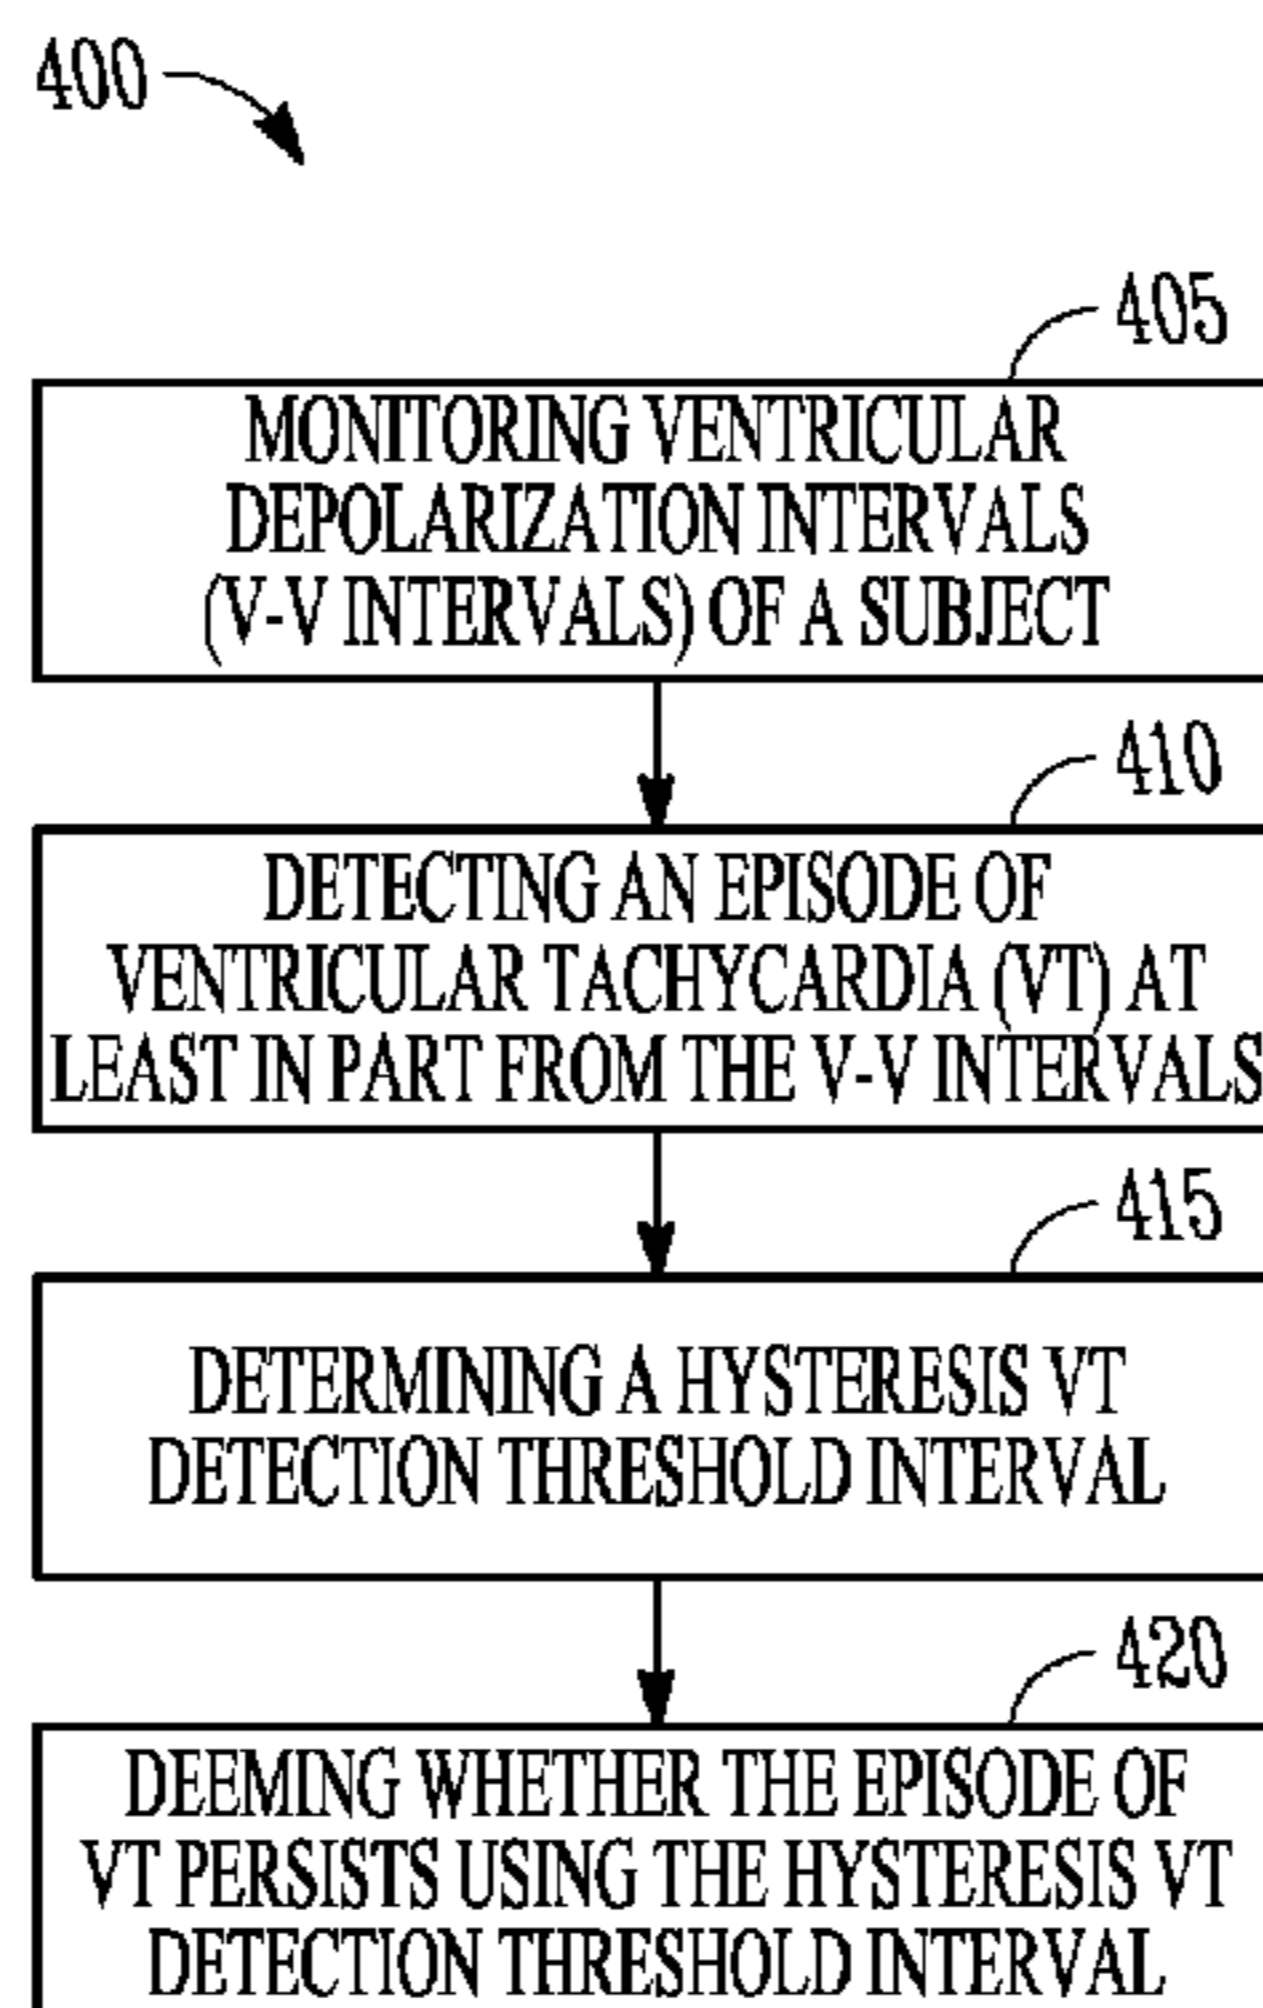 400
405
MONITORING VENTRICULAR
DEPOLARIZATION INTERVALS
(V-V INTERVALS) OF A SUBJECT
410
DETECTING AN EPISODE OF
VENTRICULAR TACHYCARDIA (VT) AT
LEAST IN PART FROM THE V-V INTERVALS
415
DETERMINING A HYSTERESIS VT
DETECTION THRESHOLD INTERVAL
420
DEEMING WHETHER THE EPISODE OF
VT PERSISTS USING THE HYSTERESIS VT
DETECTION THRESHOLD INTERVAL